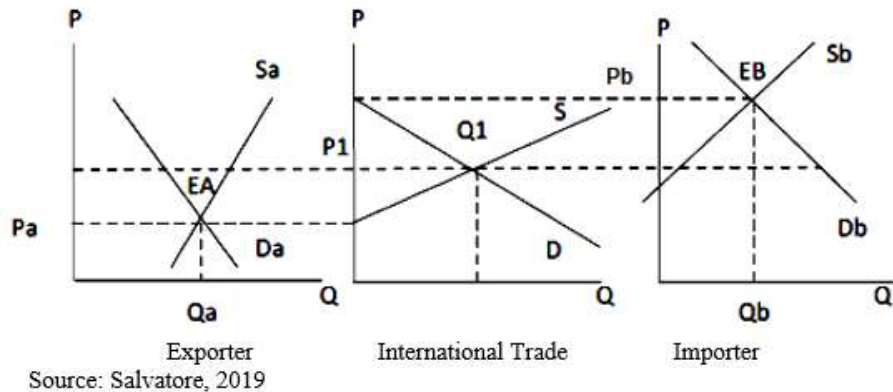 P P P
Sa Sb
Pb EB
S
Q1
P1
EA
Pa Da D Db
Q Q Q
Qa Qb
Exporter International Trade Importer
Source: Salvatore, 2019